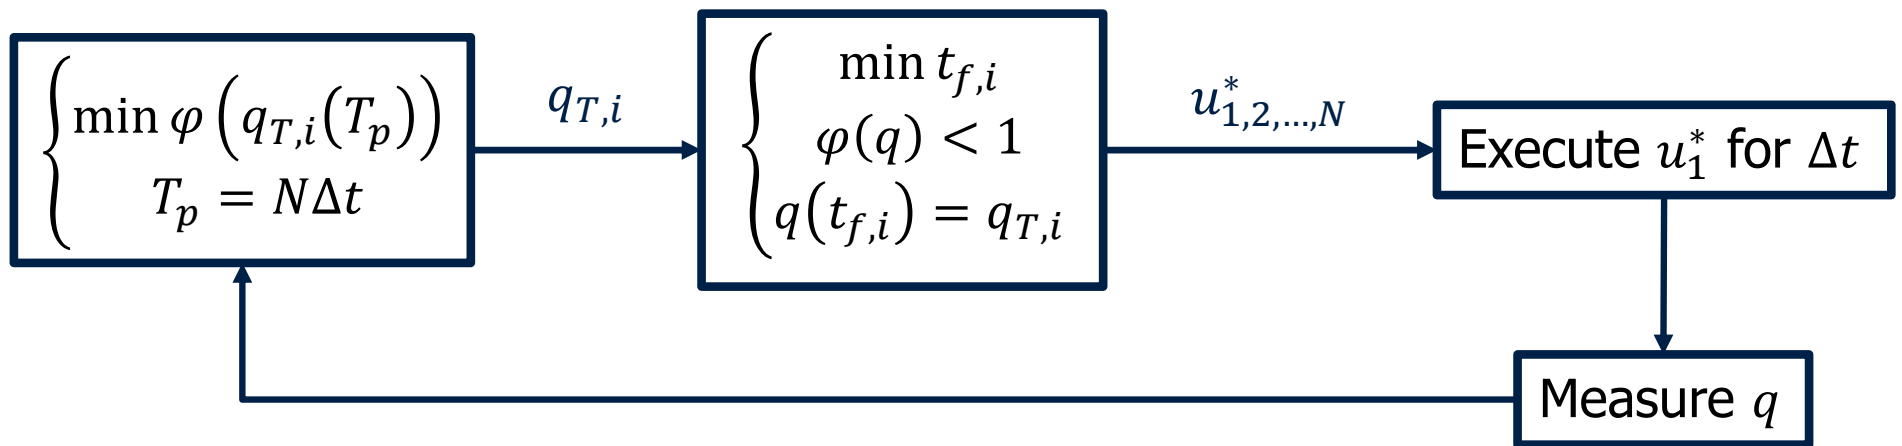 min φ(q_{T,i}(T_p))
T_p = NΔt
q_{T,i}
min t_{f,i}
φ(q) < 1
q(t_{f,i}) = q_{T,i}
u^*_{1,2,…,N}
Execute u^*_1 for Δt
Measure q